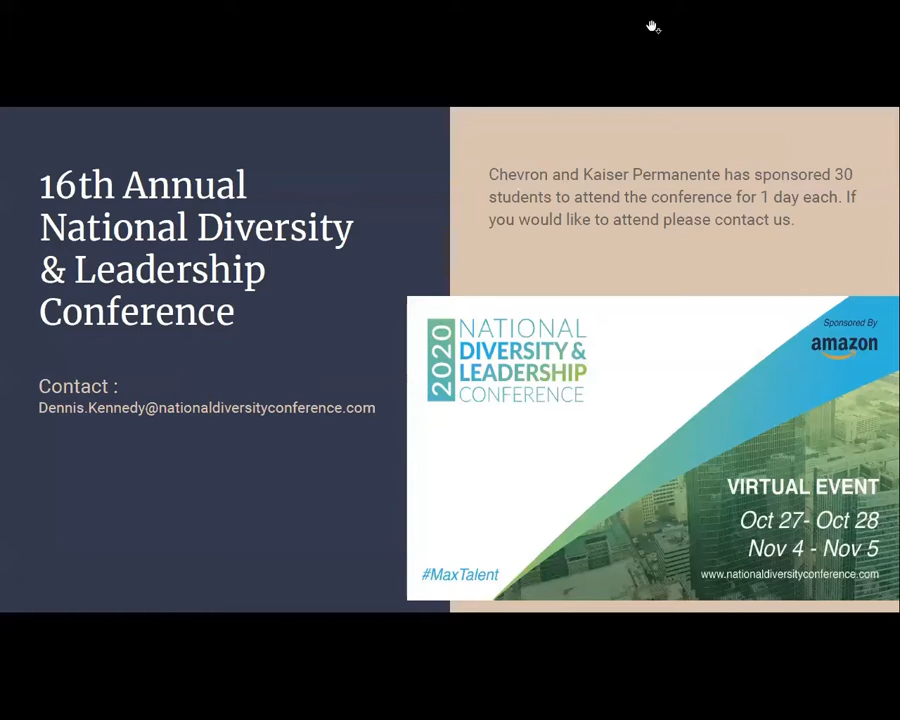 16th Annual
National Diversity
& Leadership
Conference
Contact :
Dennis.Kennedy@nationaldiversityconference.com
Chevron and Kaiser Permanente has sponsored 30
students to attend the conference for 1 day each. If
you would like to attend please contact us.
2020
NATIONAL
DIVERSITY &
LEADERSHIP
CONFERENCE
Sponsored By
amazon
VIRTUAL EVENT
Oct 27- Oct 28
Nov 4 - Nov 5
#MaxTalent
www.nationaldiversityconference.com